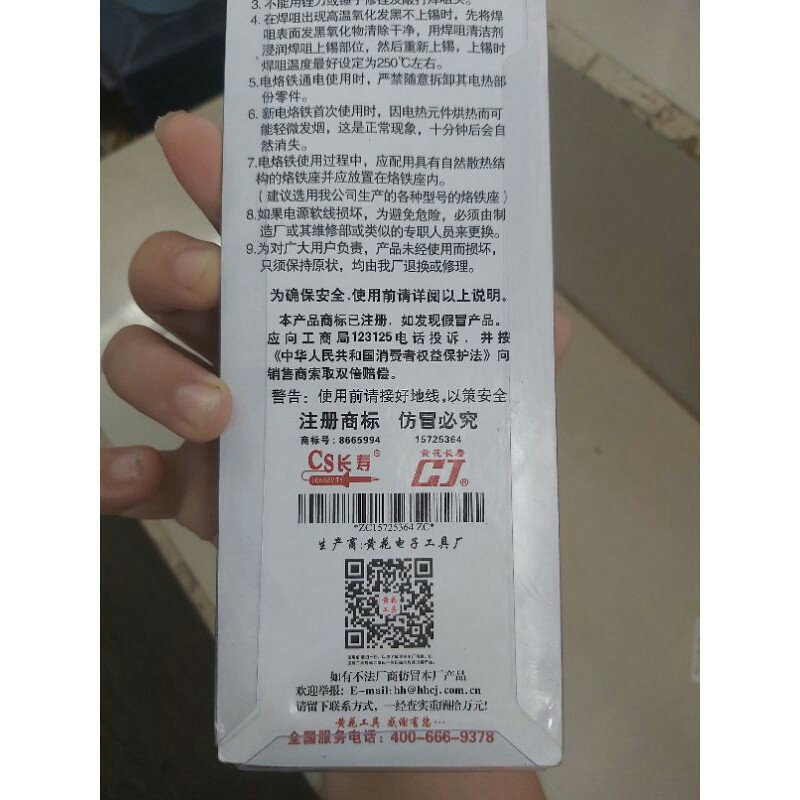 3. 不能用锉刀或锤子修锉及敲打焊咀头。
4. 在焊咀出现高温氧化发黑不上锡时，先将焊
咀表面发黑氧化物清除干净，用焊咀清洁剂
浸润焊咀上锡部位，然后重新上锡，上锡时
焊咀温度最好设定为250℃左右。
5. 电烙铁通电使用时，严禁随意拆卸其电热部
份零件。
6. 新电烙铁首次使用时，因电热元件烘热而可
能轻微发烟，这是正常现象，十分钟后会自
然消失。
7. 电烙铁使用过程中，应配用具有自然散热结
构的烙铁座并应放置在烙铁座内。
（建议选用我公司生产的各种型号的烙铁座）
8. 如果电源软线损坏，为避免危险，必须由制
造厂或其维修部或类似的专职人员来更换。
9. 为对广大用户负责，产品未经使用而损坏，
只须保持原状，均由我厂退换或修理。
为确保安全.使用前请详阅以上说明。
本产品商标已注册，如发现假冒产品。
应向工商局123125电话投诉，并按
《中华人民共和国消费者权益保护法》向
销售商索取双倍赔偿。
警告：使用前请接好地线,以策安全
注册商标 仿冒必究
商标号：8665994 15725364
CS长寿® 黄花长寿
LONGEVITY CJ®
*ZC15725364ZC*
生产商:黄花电子工具厂
黄花
工具
如有不法厂商仿冒本厂产品
欢迎举报：E-mail:hh@hhcj.com.cn
请留下联系方式，一经查实重酬拾万元!
黄花工具 感谢有您…
全国服务电话：400-666-9378